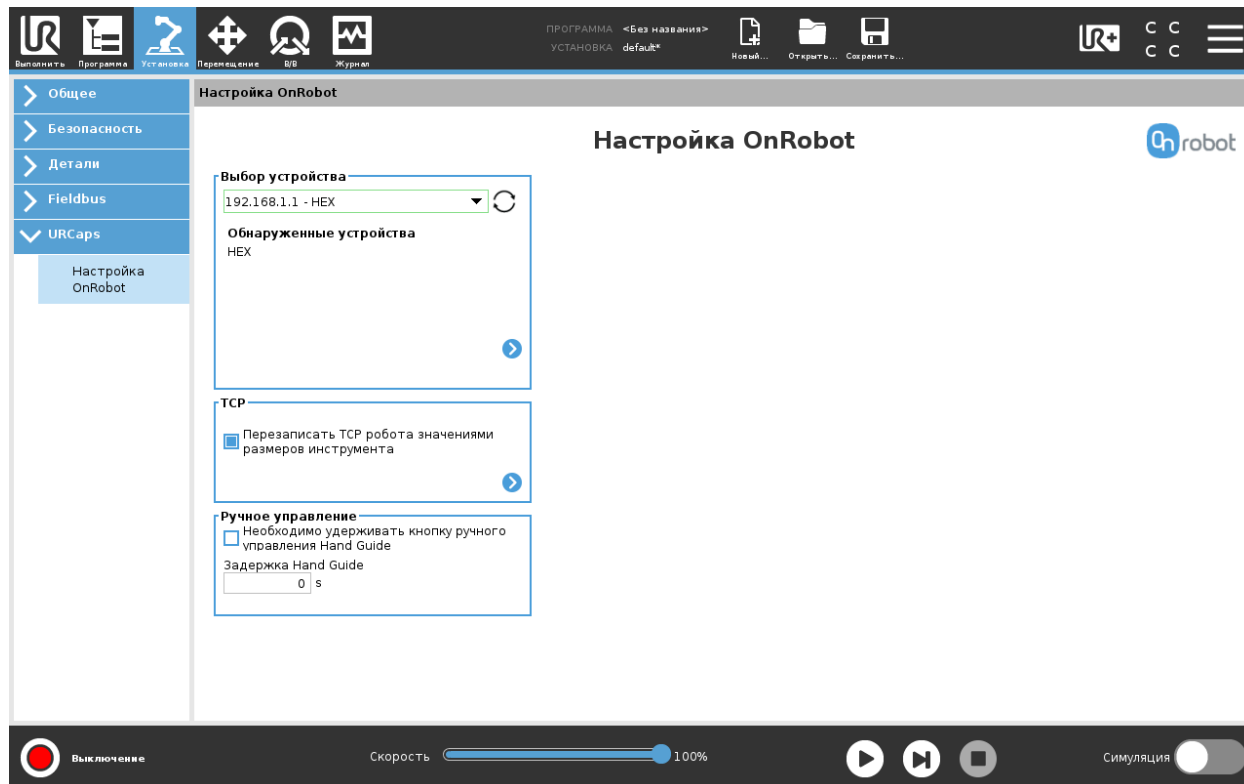 ПРОГРАММА <Без названия>
УСТАНОВКА default*
Выполнить Программа Установка Перемещение В/В Журнал
Новый... Открыть... Сохранить...
UR+
C C
C C
Общее
Безопасность
Детали
Fieldbus
URCaps
Настройка
OnRobot
Настройка OnRobot
Настройка OnRobot
On robot
Выбор устройства
192.168.1.1 - HEX
Обнаруженные устройства
HEX
TCP
Перезаписать TCP робота значениями
размеров инструмента
Ручное управление
Необходимо удерживать кнопку ручного
управления Hand Guide
Задержка Hand Guide
0 s
Выключение
Скорость 100%
Симуляция